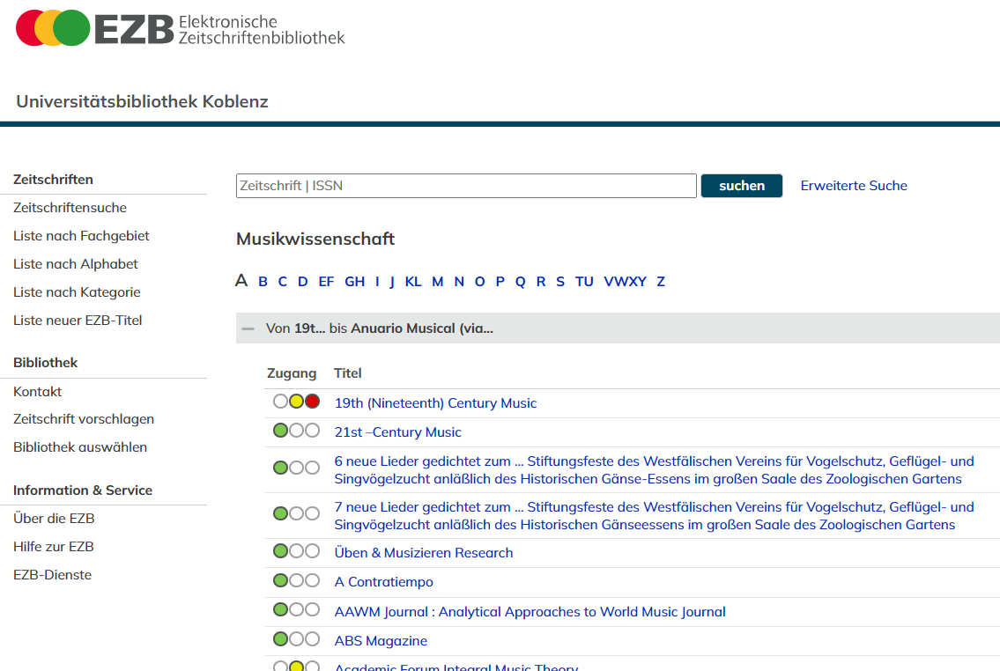 EZB Elektronische
Zeitschriftenbibliothek
Universitätsbibliothek Koblenz
Zeitschriften
Zeitschriftensuche
Liste nach Fachgebiet
Liste nach Alphabet
Liste nach Kategorie
Liste neuer EZB-Titel
Bibliothek
Kontakt
Zeitschrift vorschlagen
Bibliothek auswählen
Information & Service
Über die EZB
Hilfe zur EZB
EZB-Dienste
Zeitschrift | ISSN
suchen
Erweiterte Suche
Musikwissenschaft
A B C D EF GH I J KL M N O P Q R S TU VWXY Z
Von 19t... bis Anuario Musical (via...
Zugang Titel
19th (Nineteenth) Century Music
21st –Century Music
6 neue Lieder gedichtet zum ... Stiftungsfeste des Westfälischen Vereins für Vogelschutz, Geflügel- und
Singvögelzucht anläßlich des Historischen Gänse-Essens im großen Saale des Zoologischen Gartens
7 neue Lieder gedichtet zum ... Stiftungsfeste des Westfälischen Vereins für Vogelschutz, Geflügel- und
Singvögelzucht anläßlich des Historischen Gänseessens im großen Saale des Zoologischen Gartens
Üben & Musizieren Research
A Contratiempo
AAWM Journal : Analytical Approaches to World Music Journal
ABS Magazine
Academic Forum Integral Music Theory